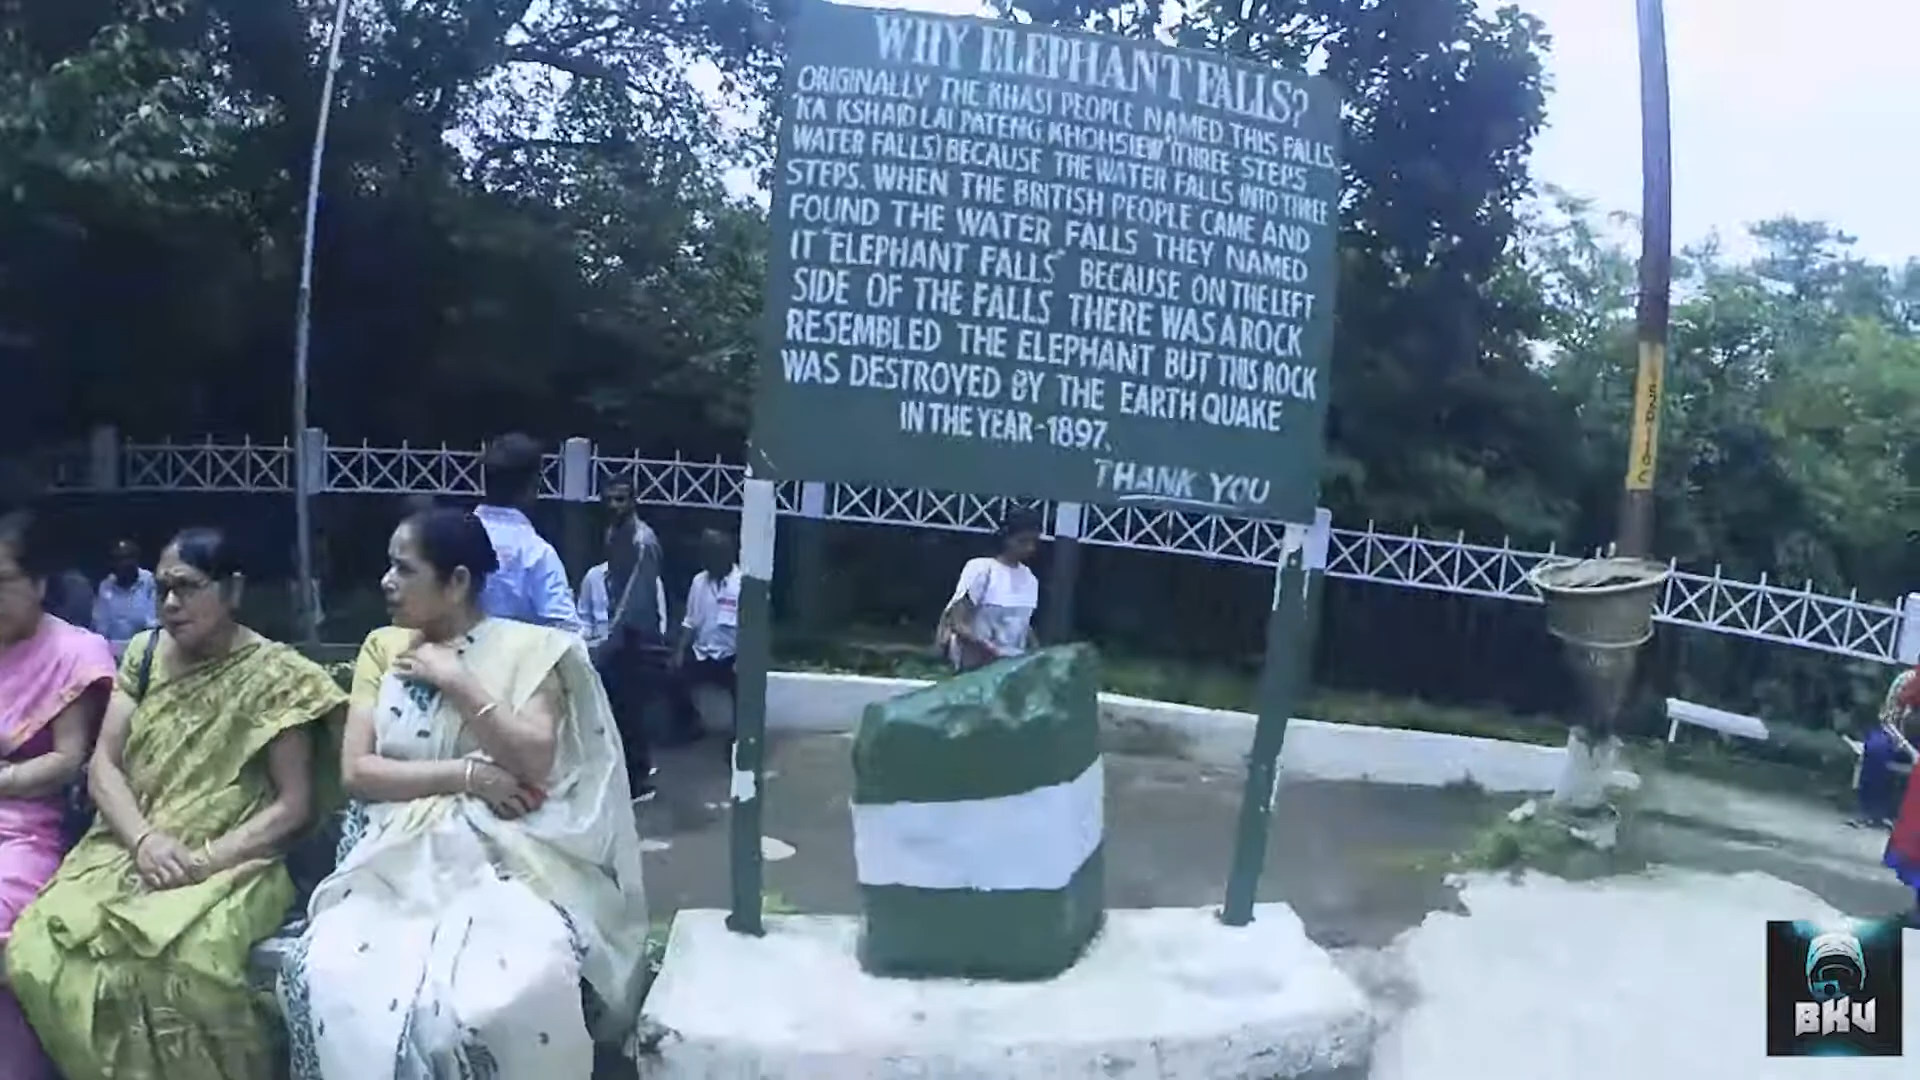 WHY ELEPHANT FALLS?
ORIGINALLY THE KHASI PEOPLE NAMED THIS FALLS
'KA KSHAID LAI PATENG KHOHSIEW' (THREE STEPS
WATER FALLS) BECAUSE THE WATER FALLS INTO THREE
STEPS. WHEN THE BRITISH PEOPLE CAME AND
FOUND THE WATER FALLS THEY NAMED
IT "ELEPHANT FALLS" BECAUSE ON THE LEFT
SIDE OF THE FALLS THERE WAS A ROCK
RESEMBLED THE ELEPHANT BUT THIS ROCK
WAS DESTROYED BY THE EARTH QUAKE
IN THE YEAR-1897.
THANK YOU
BKV